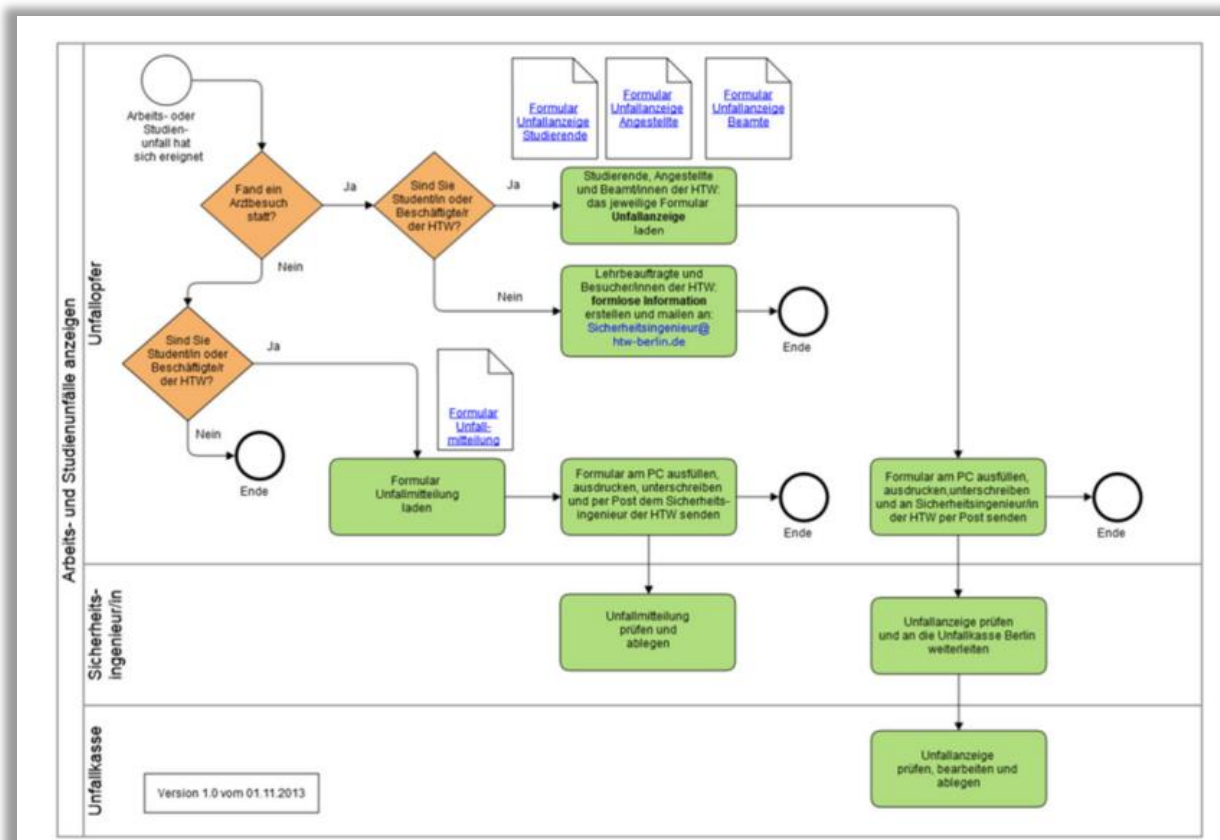 Arbeits- und Studienunfälle anzeigen
Unfallopfer
Arbeits- oder
Studien-
unfall hat
sich ereignet
Fand ein
Arztbesuch
statt?
Ja
Nein
Sind Sie
Student/in oder
Beschäftigte/r
der HTW?
Ja
Nein
Formular
Unfallanzeige
Studierende
Formular
Unfallanzeige
Angestellte
Formular
Unfallanzeige
Beamte
Studierende, Angestellte
und Beamt/innen der HTW:
das jeweilige Formular
Unfallanzeige
laden
Lehrbeauftragte und
Besucher/innen der HTW:
formlose Information
erstellen und mailen an:
Sicherheitsingenieur@
htw-berlin.de
Ende
Sind Sie
Student/in oder
Beschäftigte/r
der HTW?
Ja
Nein
Ende
Formular
Unfall-
mitteilung
Formular
Unfallmitteilung
laden
Formular am PC ausfüllen,
ausdrucken, unterschreiben
und per Post dem Sicherheits-
ingenieur der HTW senden
Ende
Formular am PC ausfüllen,
ausdrucken,unterschreiben
und an Sicherheitsingenieur/in
der HTW per Post senden
Ende
Sicherheits-
ingenieur/in
Unfallmitteilung
prüfen und
ablegen
Unfallanzeige prüfen
und an die Unfallkasse Berlin
weiterleiten
Unfallkasse
Unfallanzeige
prüfen, bearbeiten und
ablegen
Version 1.0 vom 01.11.2013